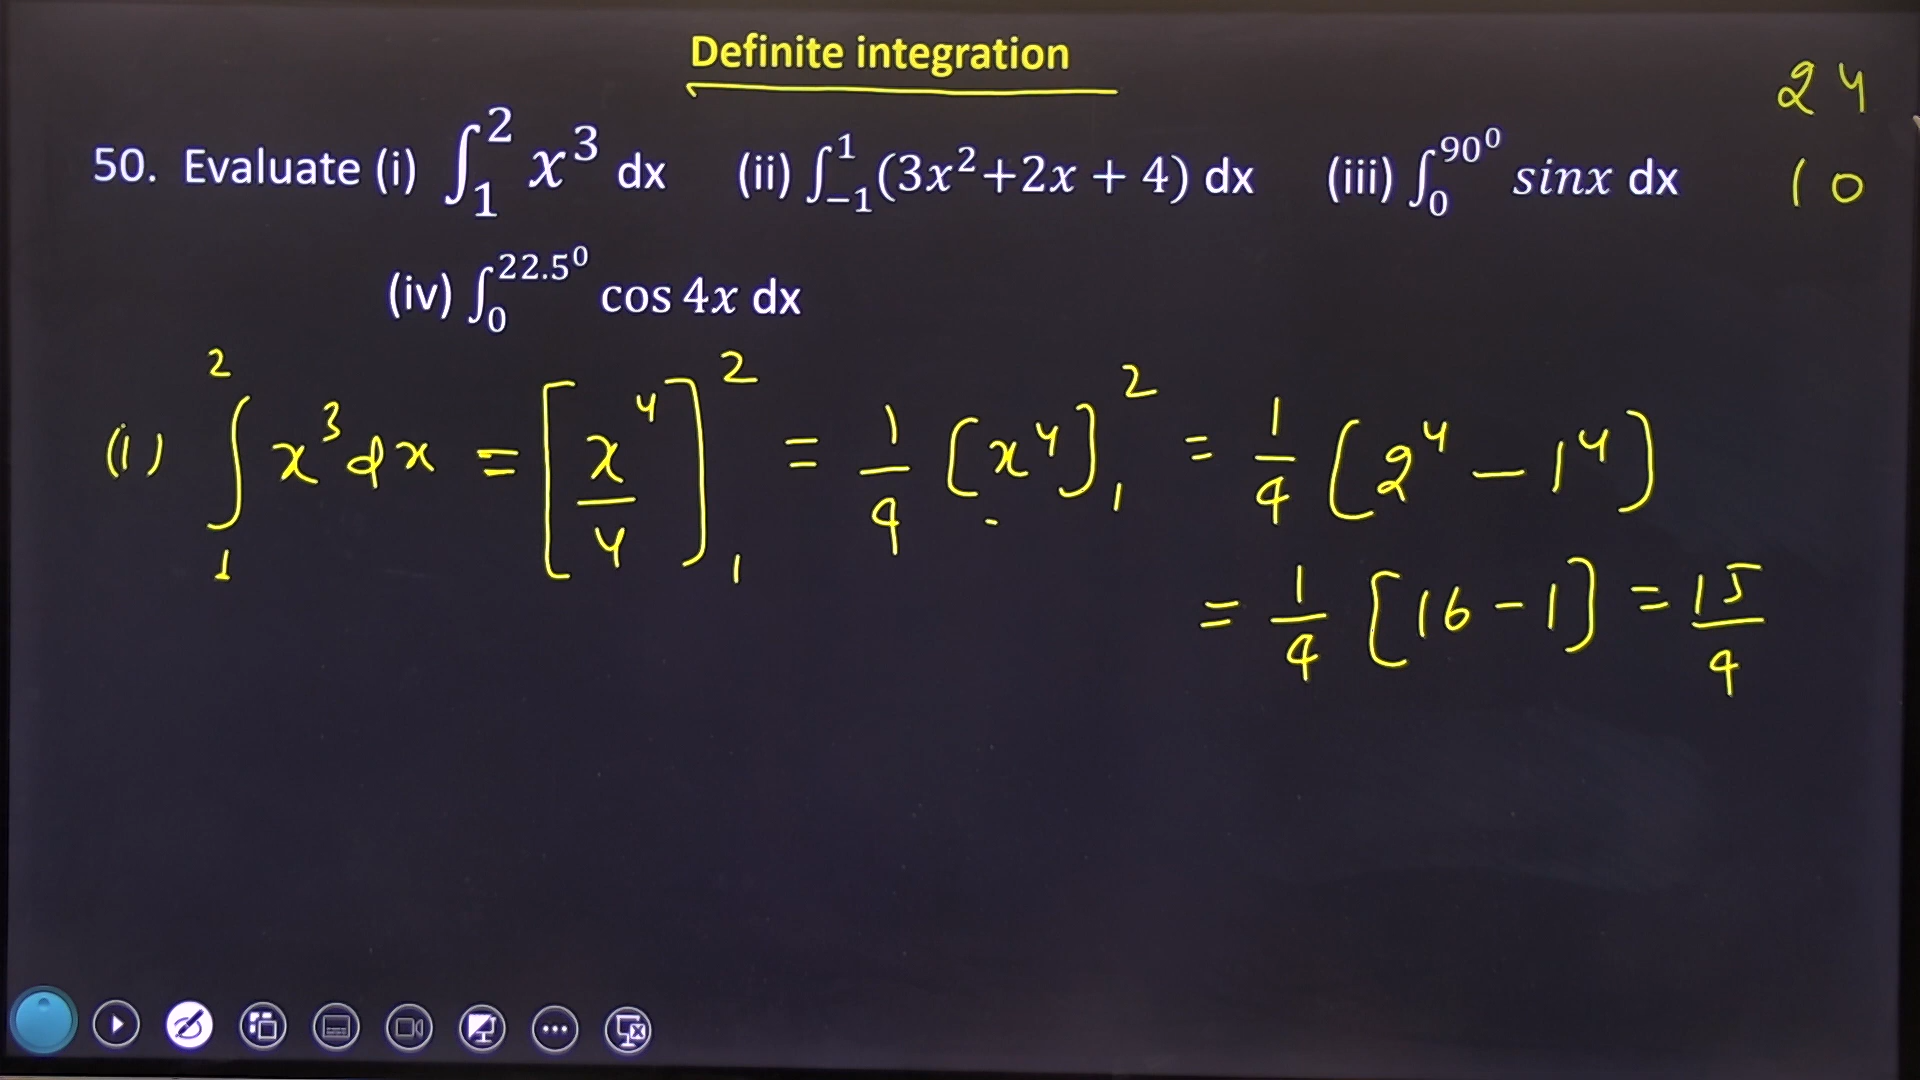 Definite integration
24
10
50. Evaluate (i) ∫₁² x³ dx (ii) ∫₋₁¹ (3x²+2x + 4) dx (iii) ∫₀^90⁰ sinx dx
(iv) ∫₀^22.5⁰ cos 4x dx
(i) ∫₁² x³ dx = [x⁴/4]₁² = 1/4 [x⁴]₁² = 1/4 [2⁴ − 1⁴]
= 1/4 [16 − 1] = 15/4